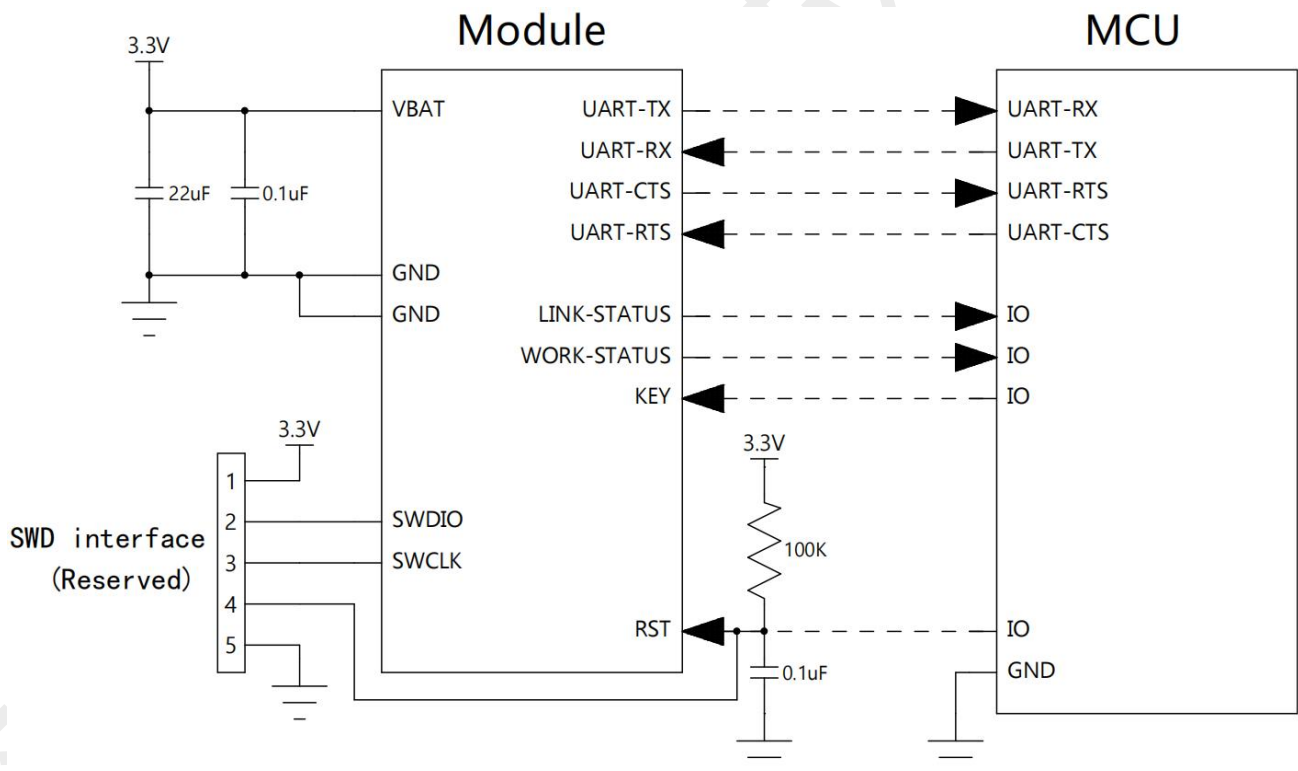 Module
MCU
3.3V
VBAT
UART-TX
UART-RX
UART-RX
UART-TX
22uF
0.1uF
UART-CTS
UART-RTS
UART-RTS
UART-CTS
GND
GND
LINK-STATUS
IO
WORK-STATUS
IO
KEY
IO
3.3V
3.3V
1
SWD interface
(Reserved)
2
SWDIO
3
SWCLK
4
5
100K
RST
IO
0.1uF
GND